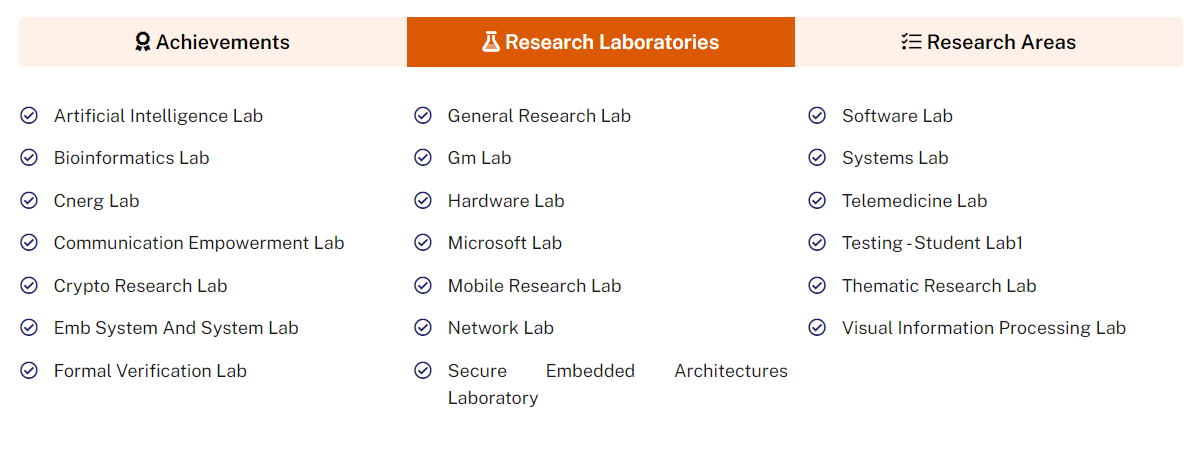 Achievements
Research Laboratories
Research Areas
Artificial Intelligence Lab
Bioinformatics Lab
Cnerg Lab
Communication Empowerment Lab
Crypto Research Lab
Emb System And System Lab
Formal Verification Lab
General Research Lab
Gm Lab
Hardware Lab
Microsoft Lab
Mobile Research Lab
Network Lab
Secure Embedded Architectures
Laboratory
Software Lab
Systems Lab
Telemedicine Lab
Testing - Student Lab1
Thematic Research Lab
Visual Information Processing Lab